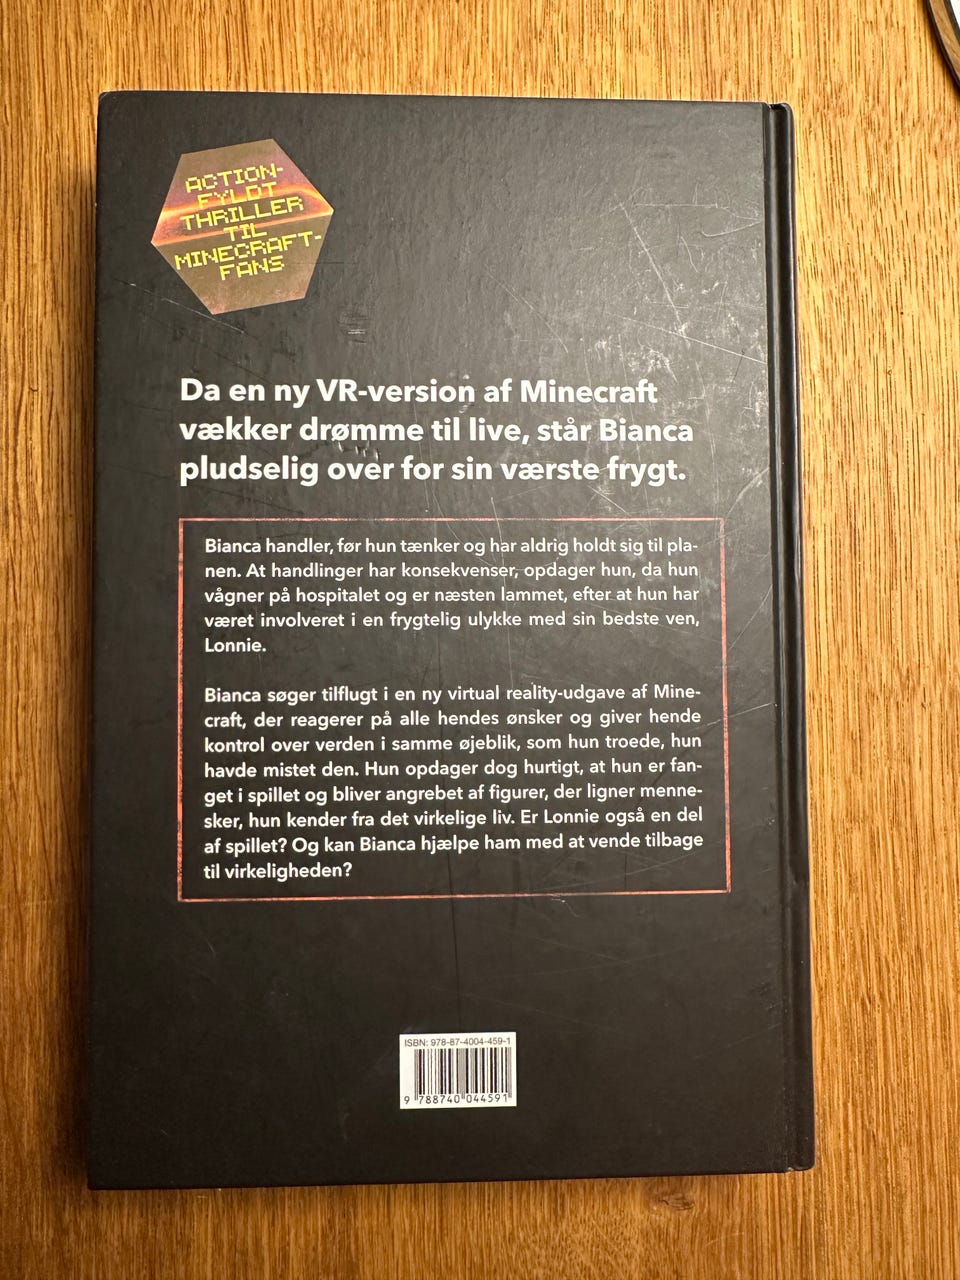 ACTION-
FYLDT
THRILLER
TIL
MINECRAFT-
FANS
Da en ny VR-version af Minecraft
vækker drømme til live, står Bianca
pludselig over for sin værste frygt.
Bianca handler, før hun tænker og har aldrig holdt sig til pla-
nen. At handlinger har konsekvenser, opdager hun, da hun
vågner på hospitalet og er næsten lammet, efter at hun har
været involveret i en frygtelig ulykke med sin bedste ven,
Lonnie.
Bianca søger tilflugt i en ny virtual reality-udgave af Mine-
craft, der reagerer på alle hendes ønsker og giver hende
kontrol over verden i samme øjeblik, som hun troede, hun
havde mistet den. Hun opdager dog hurtigt, at hun er fan-
get i spillet og bliver angrebet af figurer, der ligner menne-
sker, hun kender fra det virkelige liv. Er Lonnie også en del
af spillet? Og kan Bianca hjælpe ham med at vende tilbage
til virkeligheden?
ISBN: 978-87-4004-459-1
9 788740 044591